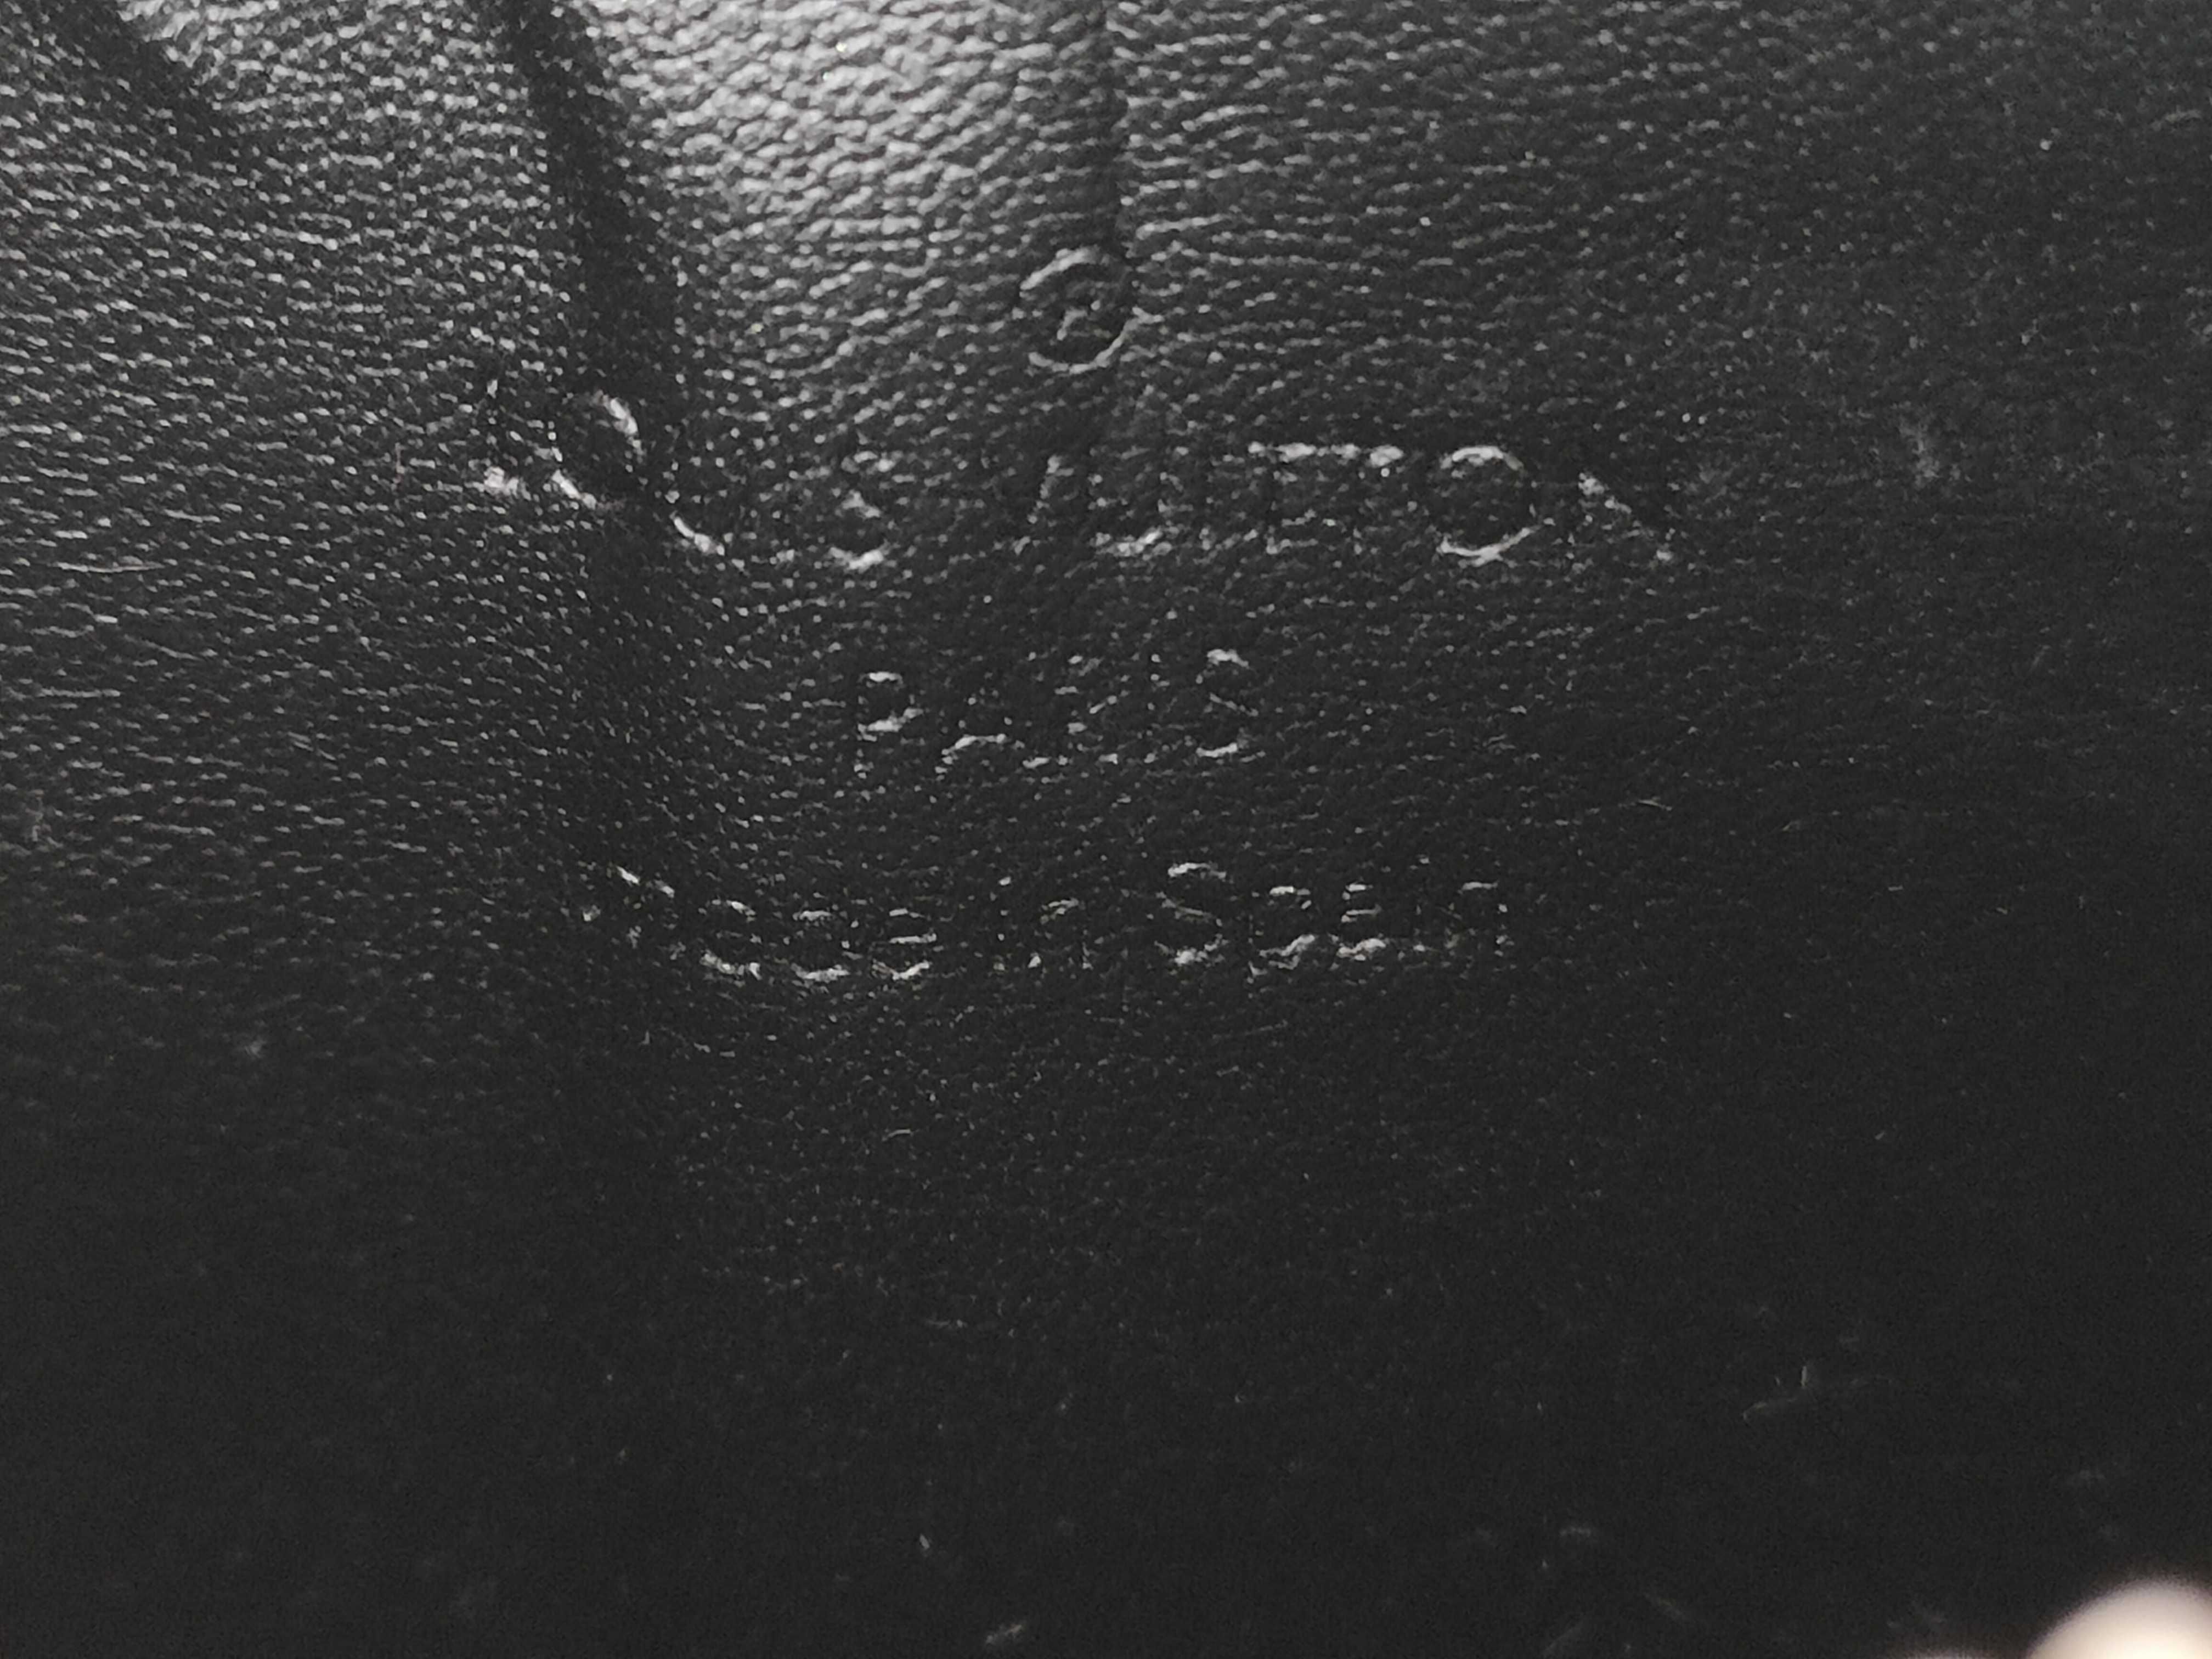 ®
LOUIS VUITTON
PARIS
made in Spain